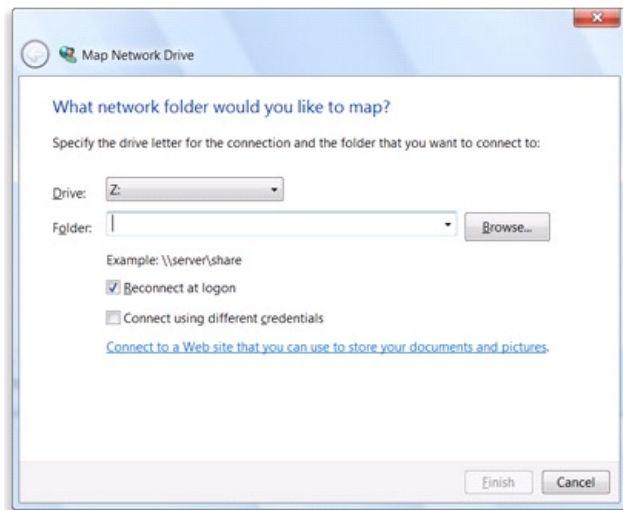 Map Network Drive
What network folder would you like to map?
Specify the drive letter for the connection and the folder that you want to connect to:
Drive: Z:
Folder: Browse...
Example: \\server\share
Reconnect at logon
Connect using different credentials
Connect to a Web site that you can use to store your documents and pictures.
Finish Cancel